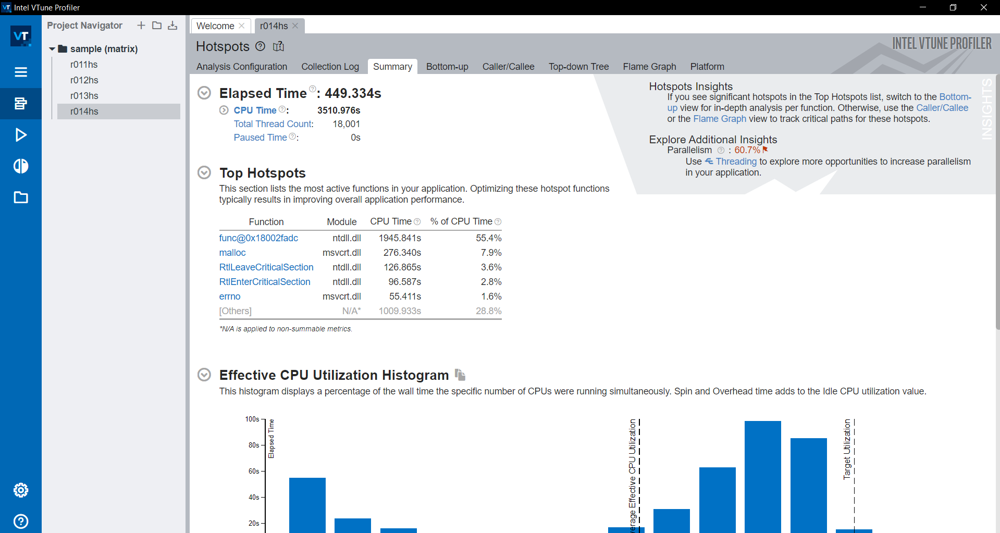 VT Intel VTune Profiler
VT
Project Navigator
sample (matrix)
r011hs
r012hs
r013hs
r014hs
Welcome
r014hs
Hotspots ?
INTEL VTUNE PROFILER
Analysis Configuration Collection Log Summary Bottom-up Caller/Callee Top-down Tree Flame Graph Platform
Elapsed Time ?: 449.334s
CPU Time ?: 3510.976s
Total Thread Count: 18,001
Paused Time ?: 0s
Hotspots Insights
If you see significant hotspots in the Top Hotspots list, switch to the Bottom-
up view for in-depth analysis per function. Otherwise, use the Caller/Callee
or the Flame Graph view to track critical paths for these hotspots.
Explore Additional Insights
Parallelism ? : 60.7%
Use Threading to explore more opportunities to increase parallelism
in your application.
INSIGHTS
Top Hotspots
This section lists the most active functions in your application. Optimizing these hotspot functions
typically results in improving overall application performance.
Function Module CPU Time ? % of CPU Time ?
func@0x18002fadc ntdll.dll 1945.841s 55.4%
malloc msvcrt.dll 276.340s 7.9%
RtlLeaveCriticalSection ntdll.dll 126.865s 3.6%
RtlEnterCriticalSection ntdll.dll 96.587s 2.8%
errno msvcrt.dll 55.411s 1.6%
[Others] N/A* 1009.933s 28.8%
*N/A is applied to non-summable metrics.
Effective CPU Utilization Histogram
This histogram displays a percentage of the wall time the specific number of CPUs were running simultaneously. Spin and Overhead time adds to the Idle CPU utilization value.
100s
80s
60s
40s
20s
Elapsed Time
verage Effective CPU Utilization
Target Utilization
?